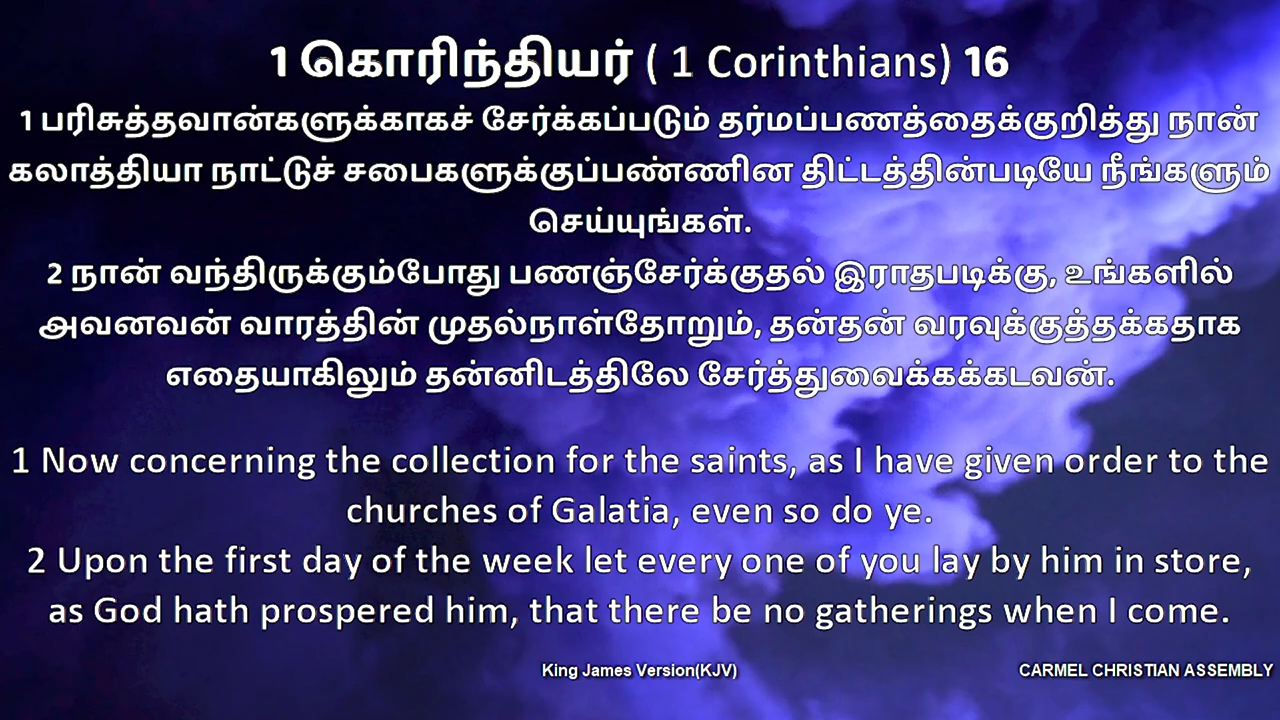 1 கொரிந்தியர் ( 1 Corinthians) 16
1 பரிசுத்தவான்களுக்காகச் சேர்க்கப்படும் தர்மப்பணத்தைக்குறித்து நான்
கலாத்தியா நாட்டுச் சபைகளுக்குப்பண்ணின திட்டத்தின்படியே நீங்களும்
செய்யுங்கள்.
2 நான் வந்திருக்கும்போது பணஞ்சேர்க்குதல் இராதபடிக்கு, உங்களில்
அவனவன் வாரத்தின் முதல்நாள்தோறும், தன்தன் வரவுக்குத்தக்கதாக
எதையாகிலும் தன்னிடத்திலே சேர்த்துவைக்கக்கடவன்.
1 Now concerning the collection for the saints, as I have given order to the
churches of Galatia, even so do ye.
2 Upon the first day of the week let every one of you lay by him in store,
as God hath prospered him, that there be no gatherings when I come.
King James Version(KJV)
CARMEL CHRISTIAN ASSEMBLY